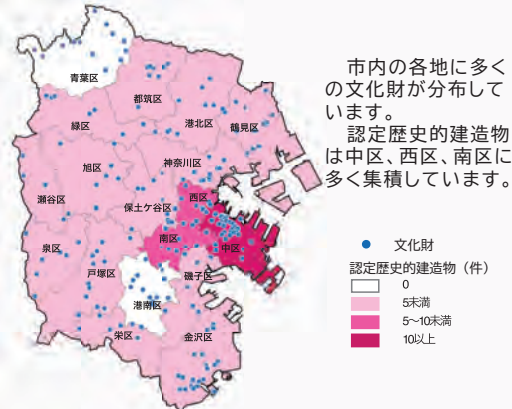 市内の各地に多く
の文化財が分布して
います。
認定歴史的建造物
は中区、西区、南区に
多く集積しています。
青葉区
都筑区
緑区
港北区
鶴見区
旭区
神奈川区
瀬谷区
西区
保土ケ谷区
南区
中区
泉区
戸塚区
磯子区
港南区
栄区
金沢区
文化財
認定歴史的建造物（件）
0
5未満
5～10未満
10以上